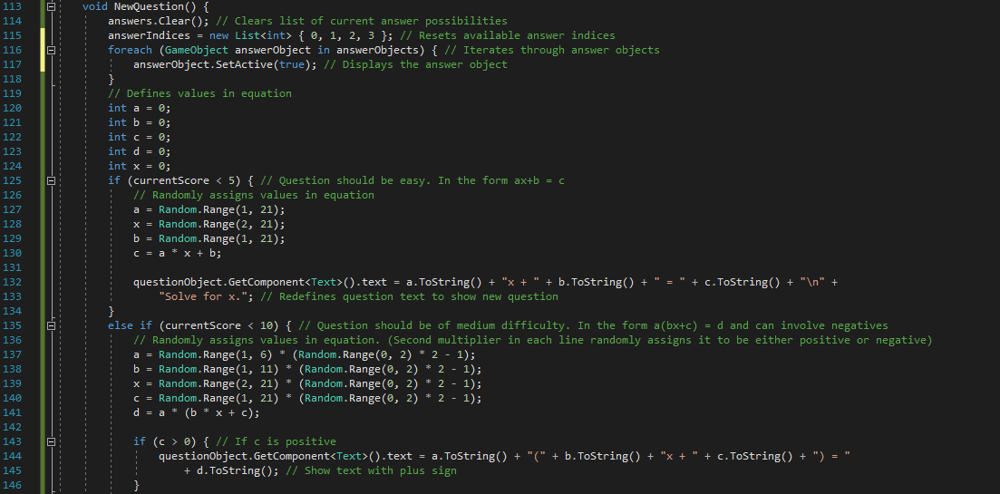 113 void NewQuestion() {
114 answers.Clear(); // Clears list of current answer possibilities
115 answerIndices = new List<int> { 0, 1, 2, 3 }; // Resets available answer indices
116 foreach (GameObject answerObject in answerObjects) { // Iterates through answer objects
117 answerObject.SetActive(true); // Displays the answer object
118 }
119 // Defines values in equation
120 int a = 0;
121 int b = 0;
122 int c = 0;
123 int d = 0;
124 int x = 0;
125 if (currentScore < 5) { // Question should be easy. In the form ax+b = c
126 // Randomly assigns values in equation
127 a = Random.Range(1, 21);
128 x = Random.Range(2, 21);
129 b = Random.Range(1, 21);
130 c = a * x + b;
131
132 questionObject.GetComponent<Text>().text = a.ToString() + "x + " + b.ToString() + " = " + c.ToString() + "\n" +
133 "Solve for x."; // Redefines question text to show new question
134 }
135 else if (currentScore < 10) { // Question should be of medium difficulty. In the form a(bx+c) = d and can involve negatives
136 // Randomly assigns values in equation. (Second multiplier in each line randomly assigns it to be either positive or negative)
137 a = Random.Range(1, 6) * (Random.Range(0, 2) * 2 - 1);
138 b = Random.Range(1, 11) * (Random.Range(0, 2) * 2 - 1);
139 x = Random.Range(2, 21) * (Random.Range(0, 2) * 2 - 1);
140 c = Random.Range(1, 21) * (Random.Range(0, 2) * 2 - 1);
141 d = a * (b * x + c);
142
143 if (c > 0) { // If c is positive
144 questionObject.GetComponent<Text>().text = a.ToString() + "(" + b.ToString() + "x + " + c.ToString() + ") = "
145 + d.ToString(); // Show text with plus sign
146 }